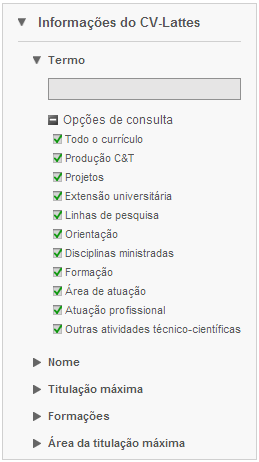 Informações do CV-Lattes
Termo
Opções de consulta
Todo o currículo
Produção C&T
Projetos
Extensão universitária
Linhas de pesquisa
Orientação
Disciplinas ministradas
Formação
Área de atuação
Atuação profissional
Outras atividades técnico-científicas
Nome
Titulação máxima
Formações
Área da titulação máxima